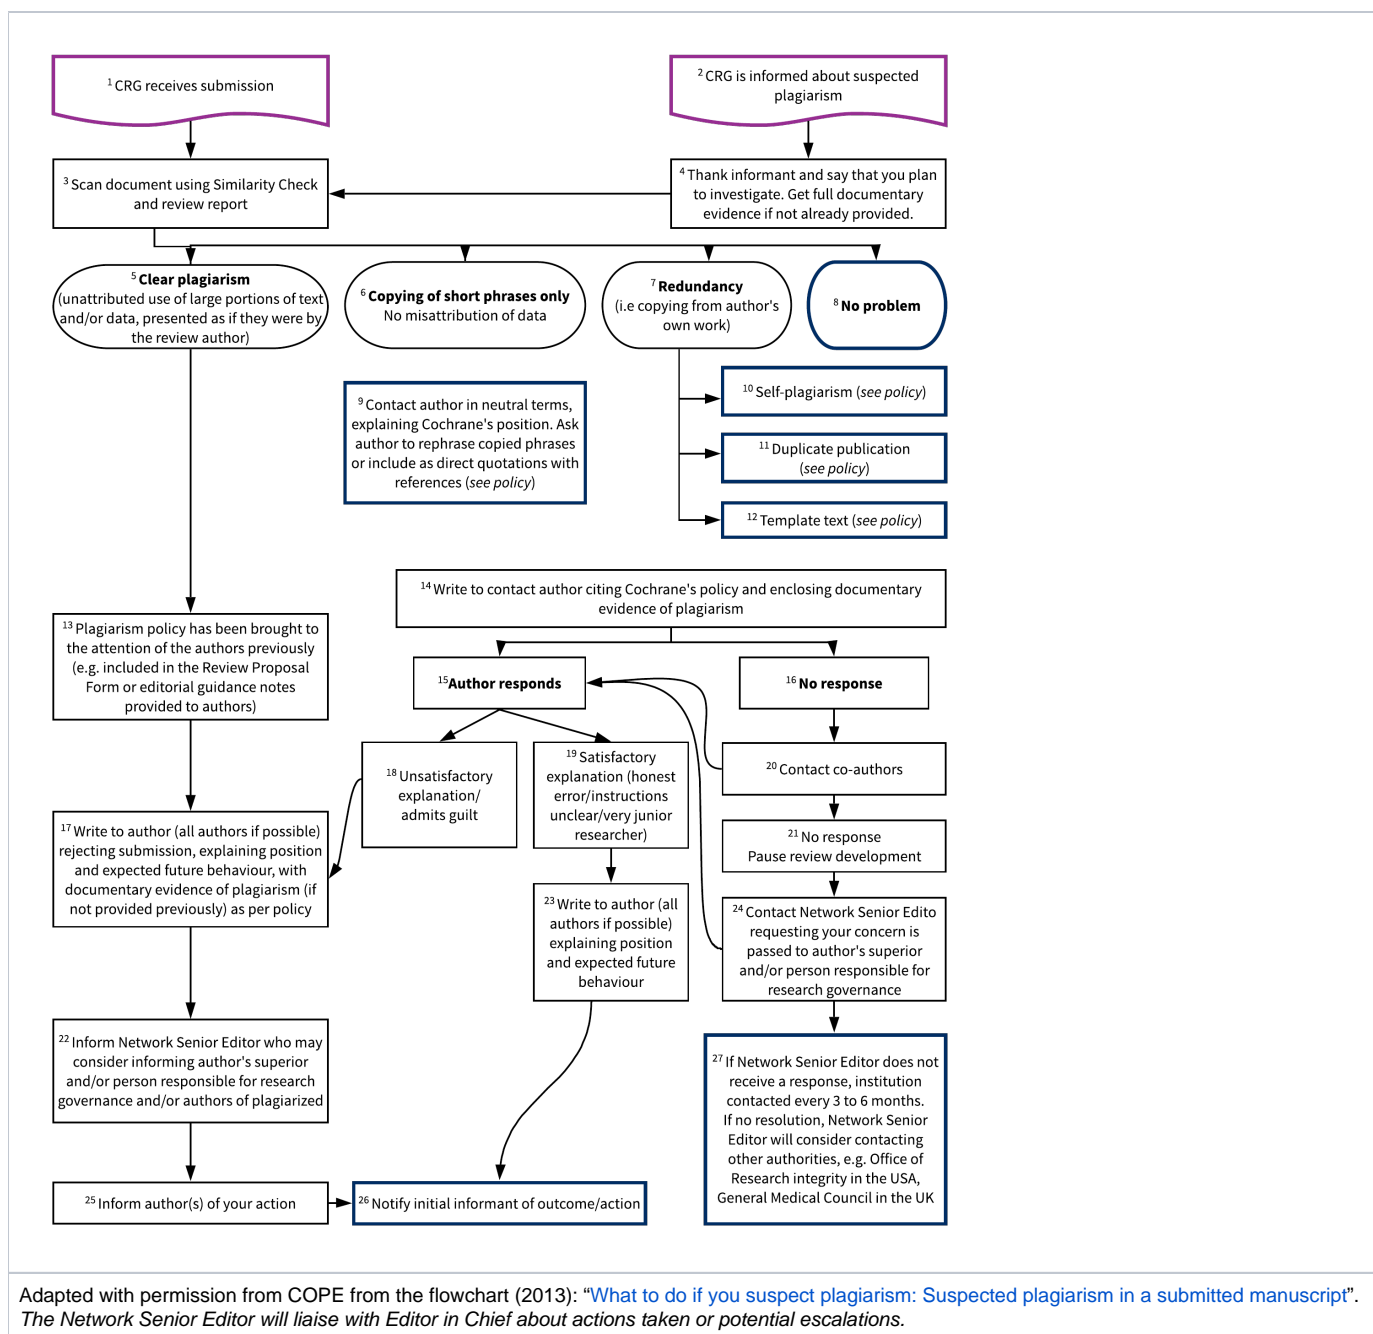 1 CRG receives submission
2 CRG is informed about suspected
plagiarism
3 Scan document using Similarity Check
and review report
4 Thank informant and say that you plan
to investigate. Get full documentary
evidence if not already provided.
5 Clear plagiarism
(unattributed use of large portions of text
and/or data, presented as if they were by
the review author)
6 Copying of short phrases only
No misattribution of data
7 Redundancy
(i.e copying from author's
own work)
8 No problem
9 Contact author in neutral terms,
explaining Cochrane's position. Ask
author to rephrase copied phrases
or include as direct quotations with
references (see policy)
10 Self-plagiarism (see policy)
11 Duplicate publication
(see policy)
12 Template text (see policy)
13 Plagiarism policy has been brought to
the attention of the authors previously
(e.g. included in the Review Proposal
Form or editorial guidance notes
provided to authors)
14 Write to contact author citing Cochrane's policy and enclosing documentary
evidence of plagiarism
15 Author responds
16 No response
17 Write to author (all authors if possible)
rejecting submission, explaining position
and expected future behaviour, with
documentary evidence of plagiarism (if
not provided previously) as per policy
18 Unsatisfactory
explanation/
admits guilt
19 Satisfactory
explanation (honest
error/instructions
unclear/very junior
researcher)
20 Contact co-authors
21 No response
Pause review development
22 Inform Network Senior Editor who may
consider informing author's superior
and/or person responsible for research
governance and/or authors of plagiarized
23 Write to author (all
authors if possible)
explaining position
and expected future
behaviour
24 Contact Network Senior Edito
requesting your concern is
passed to author's superior
and/or person responsible for
research governance
25 Inform author(s) of your action
26 Notify initial informant of outcome/action
27 If Network Senior Editor does not
receive a response, institution
contacted every 3 to 6 months.
If no resolution, Network Senior
Editor will consider contacting
other authorities, e.g. Office of
Research integrity in the USA,
General Medical Council in the UK
Adapted with permission from COPE from the flowchart (2013): “What to do if you suspect plagiarism: Suspected plagiarism in a submitted manuscript”.
The Network Senior Editor will liaise with Editor in Chief about actions taken or potential escalations.